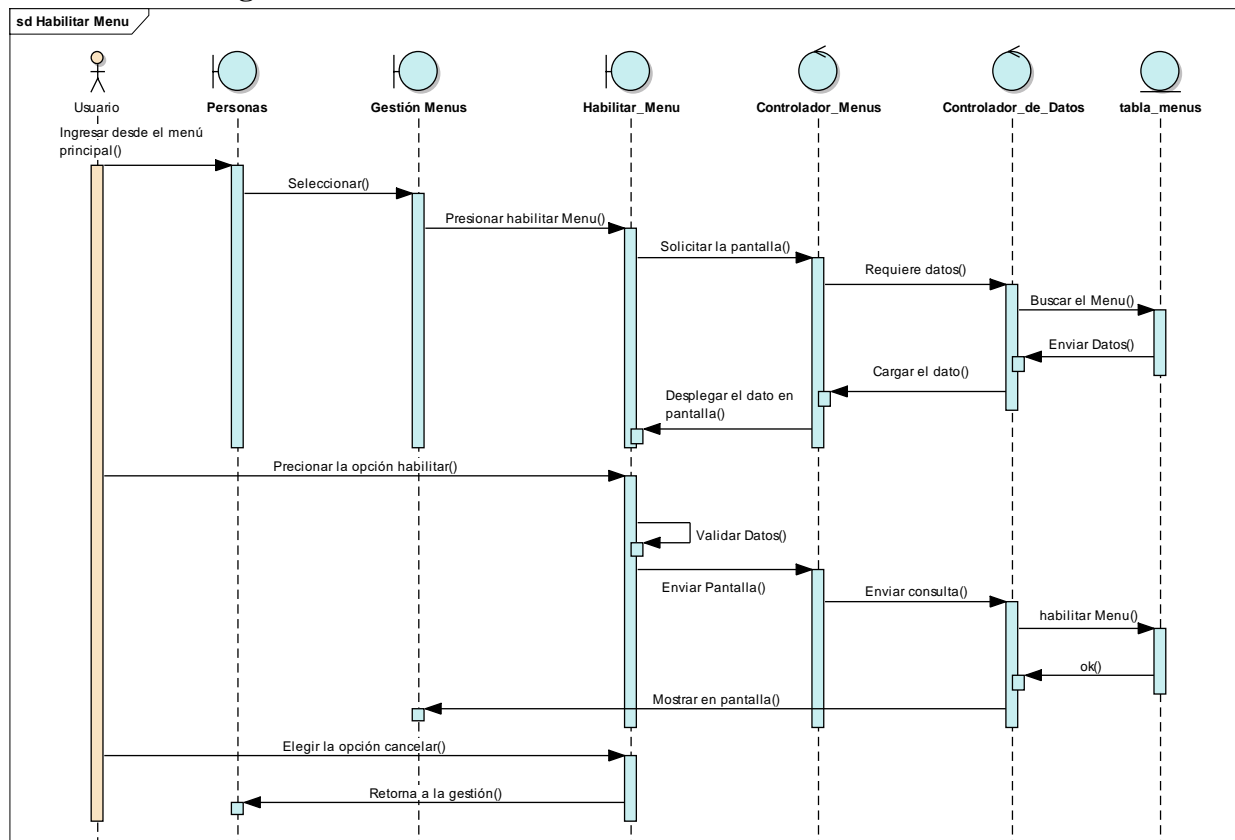 sd Habilitar Menu
Usuario
Personas
Gestión Menus
Habilitar_Menu
Controlador_Menus
Controlador_de_Datos
tabla_menus
Ingresar desde el menú
principal()
Seleccionar()
Presionar habilitar Menu()
Solicitar la pantalla()
Requiere datos()
Buscar el Menu()
Enviar Datos()
Cargar el dato()
Desplegar el dato en
pantalla()
Precionar la opción habilitar()
Validar Datos()
Enviar Pantalla()
Enviar consulta()
habilitar Menu()
ok()
Mostrar en pantalla()
Elegir la opción cancelar()
Retorna a la gestión()